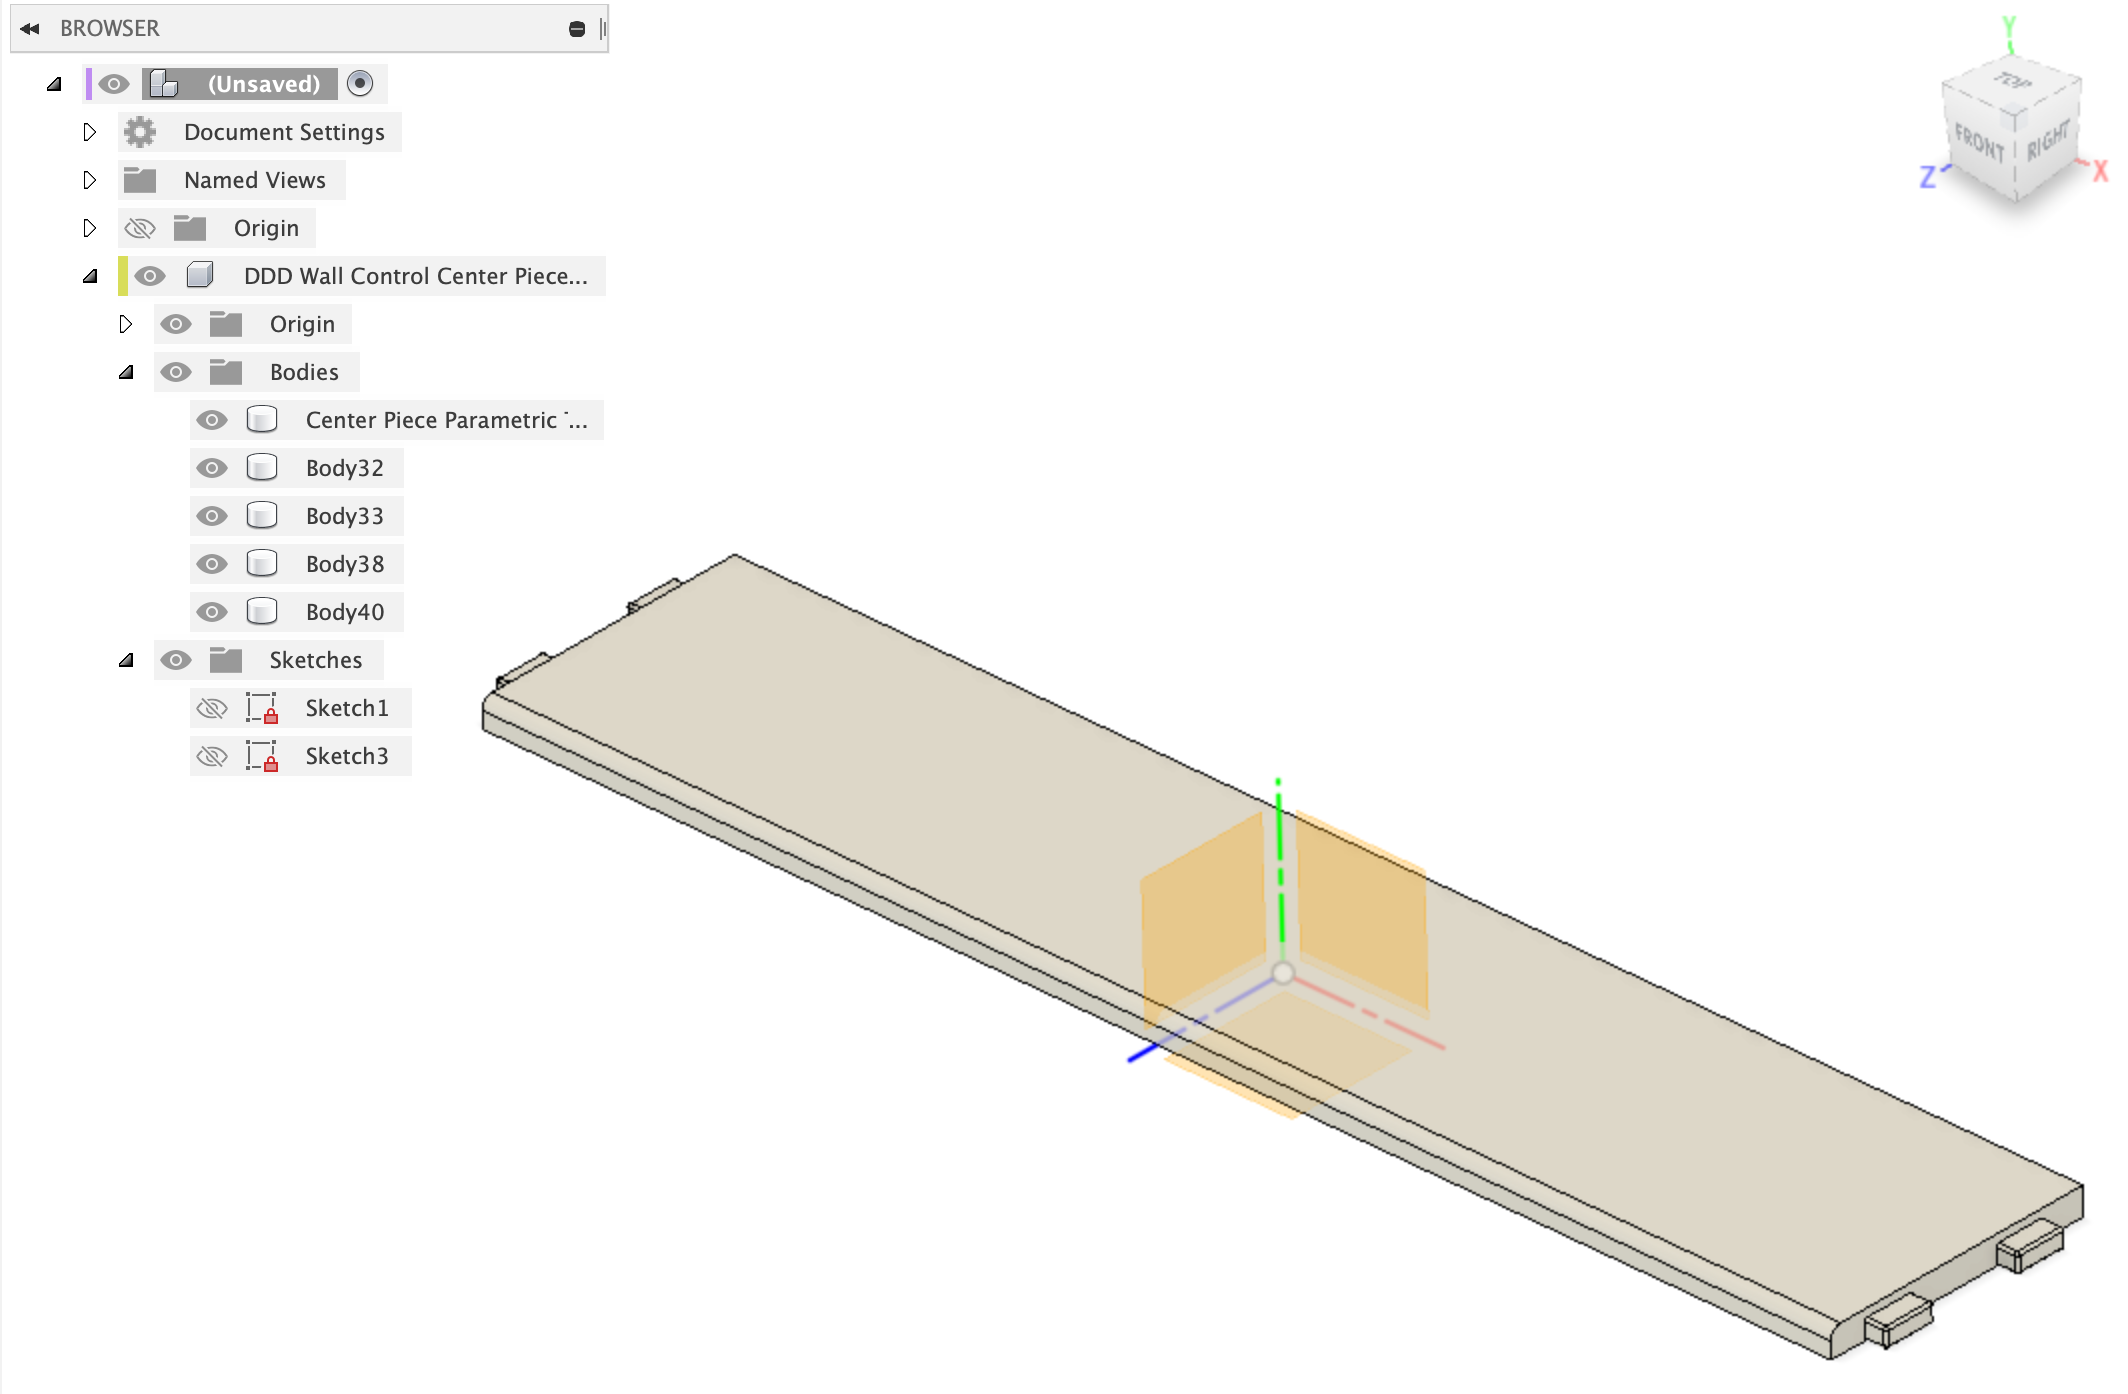 BROWSER
(Unsaved)
Document Settings
Named Views
Origin
DDD Wall Control Center Piece...
Origin
Bodies
Center Piece Parametric ...
Body32
Body33
Body38
Body40
Sketches
Sketch1
Sketch3
Y
TOP
FRONT
RIGHT
Z
X